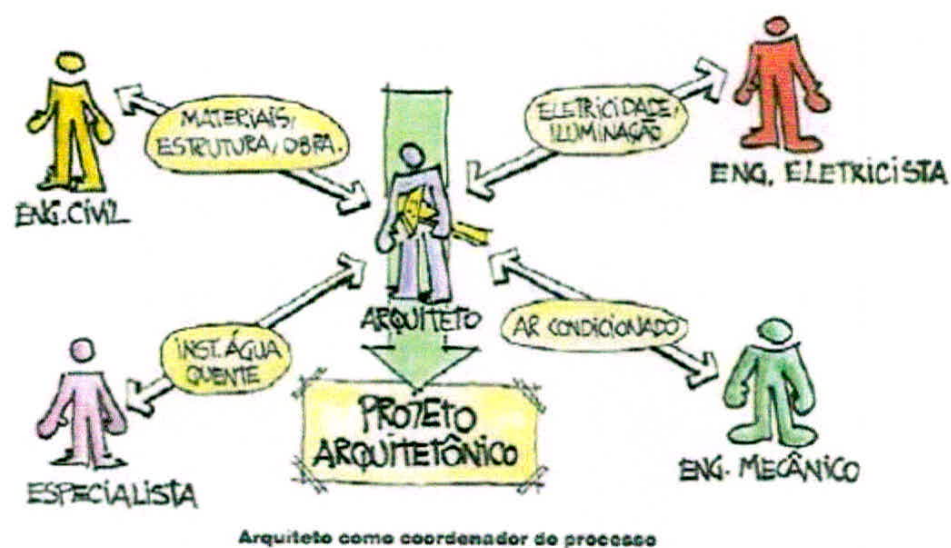 MATERIAIS,
ESTRUTURA, OBRA.
ENG. CIVIL
ELETRICIDADE,
ILUMINAÇÃO
ENG. ELETRICISTA
ARQUITETO
INST. ÁGUA
QUENTE
ESPECIALISTA
AR CONDICIONADO
ENG. MECÂNICO
PROJETO
ARQUITETÔNICO
Arquiteto como coordenador do processo